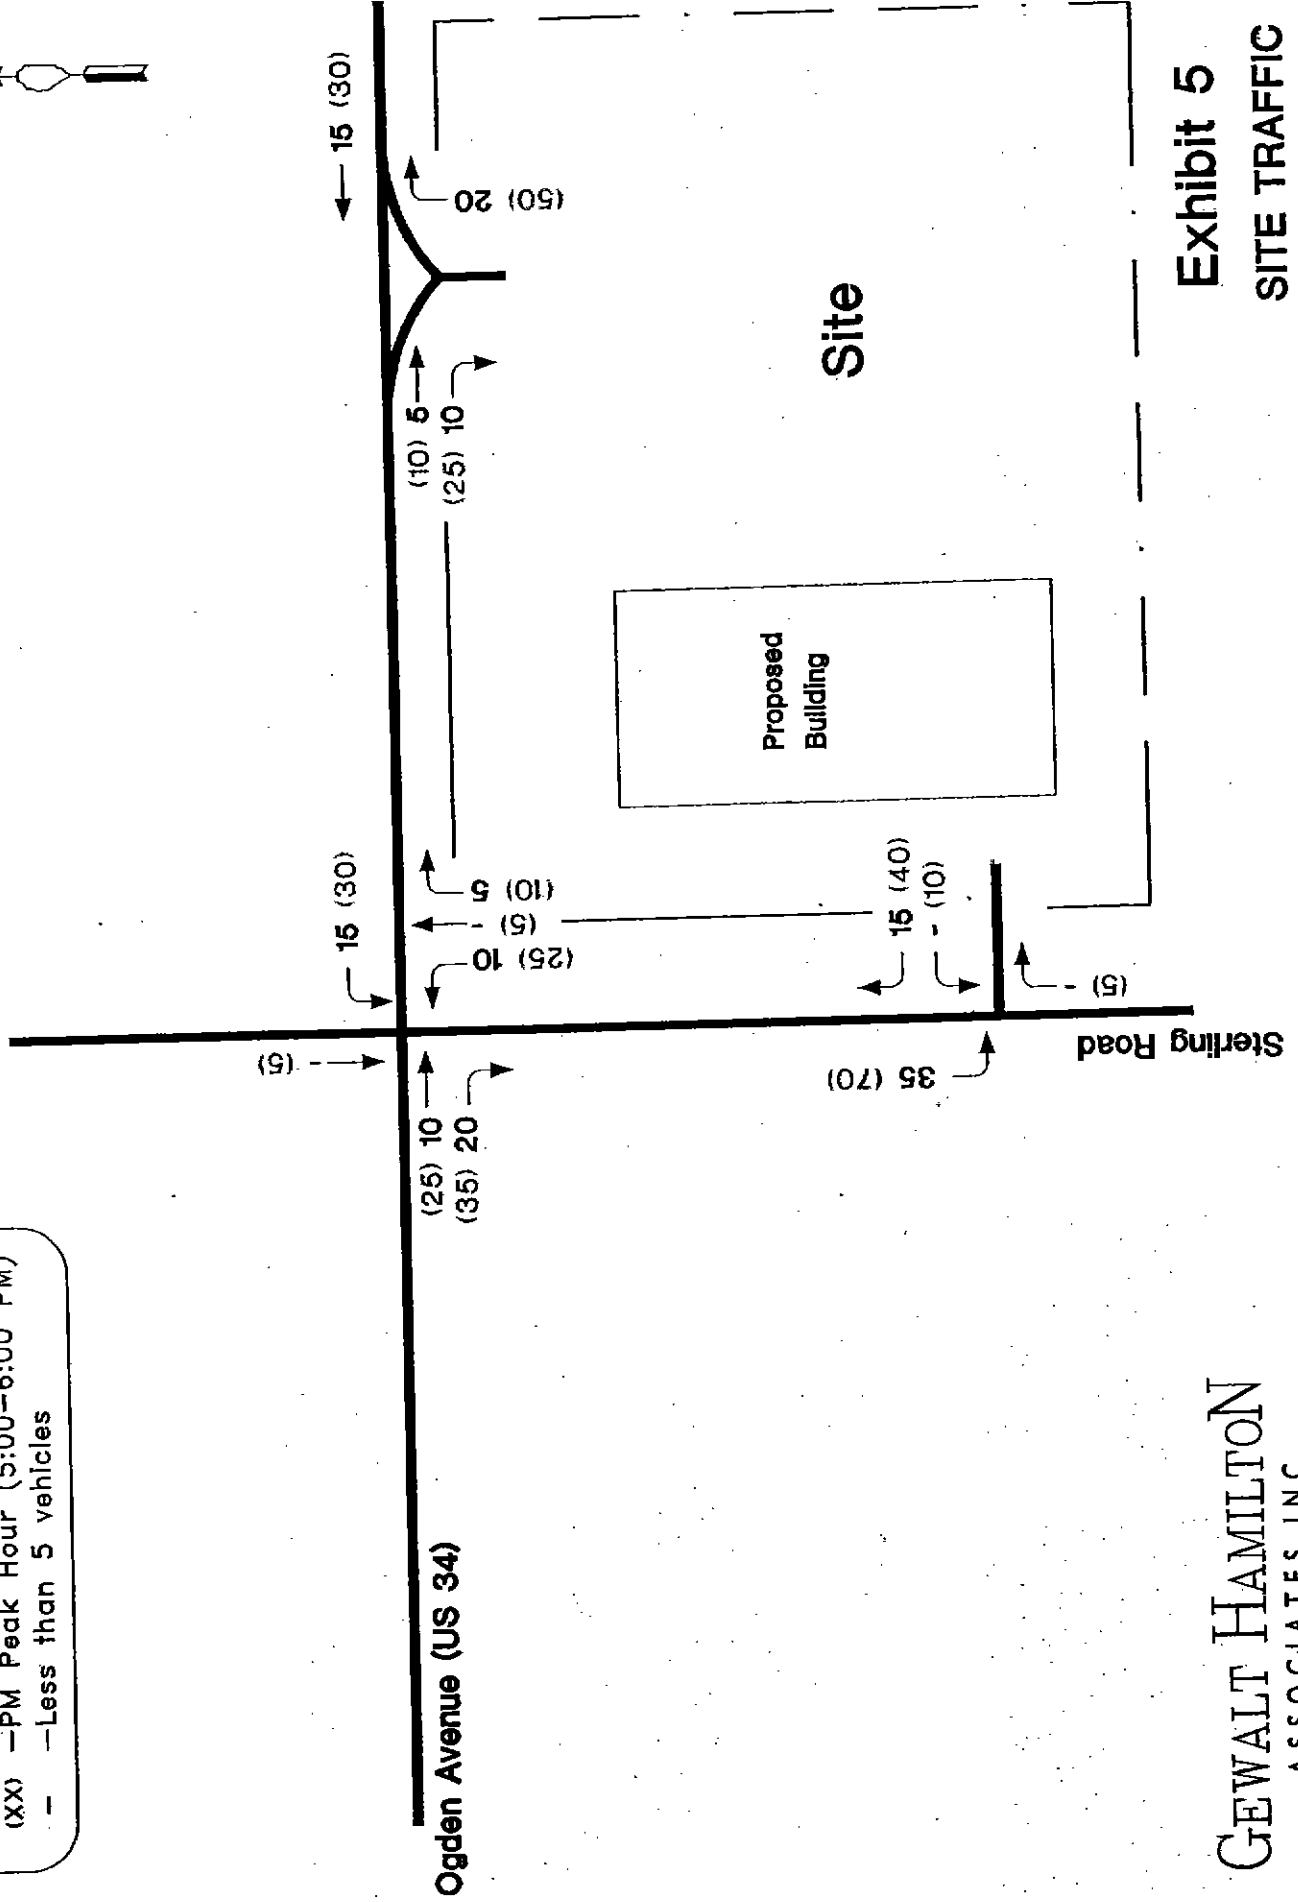 (XX) –PM Peak Hour (5:00–6:00 PM)
– –Less than 5 vehicles
15 (30)
(50) 20
(10) 5
(25) 10
15 (30)
(10) 5
(5) -
(25) 10
- (5)
(25) 10
(35) 20
15 (40)
- (10)
(5) -
35 (70)
Site
Proposed
Building
Sterling Road
Ogden Avenue (US 34)
Exhibit 5
SITE TRAFFIC
GEWALT HAMILTON
ASSOCIATES INC